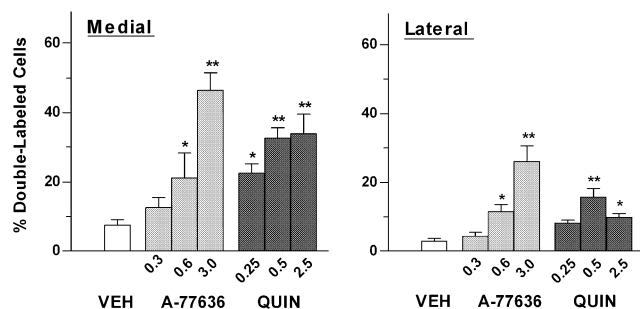 Medial
Lateral
% Double-Labeled Cells
60
40
20
0
60
40
20
0
* ** * ** **
* ** ** *
0.3 0.6 3.0 0.25 0.5 2.5
0.3 0.6 3.0 0.25 0.5 2.5
VEH A-77636 QUIN
VEH A-77636 QUIN